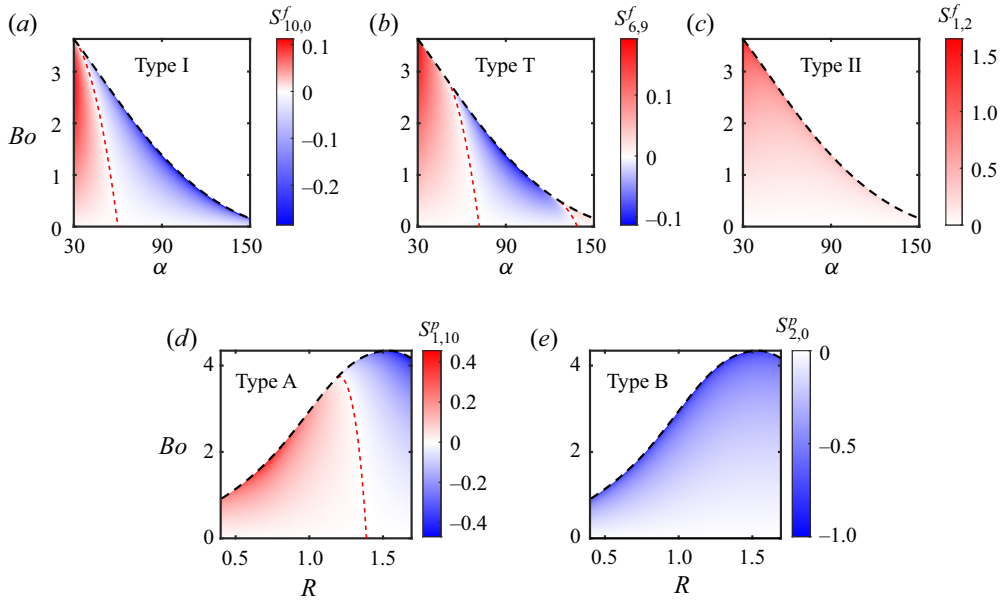 (a)
S^f_{10,0}
Type I
Bo
3
2
1
0
30
90
150
α
0.1
0
−0.1
−0.2
(b)
S^f_{6,9}
Type T
3
2
1
0
30
90
150
α
0.1
0
−0.1
(c)
S^f_{1,2}
Type II
3
2
1
0
30
90
150
α
1.5
1.0
0.5
0
(d)
S^p_{1,10}
Type A
Bo
4
2
0
0.5
1.0
1.5
R
0.4
0.2
0
−0.2
−0.4
(e)
S^p_{2,0}
Type B
Bo
4
2
0
0.5
1.0
1.5
R
0
−0.5
−1.0